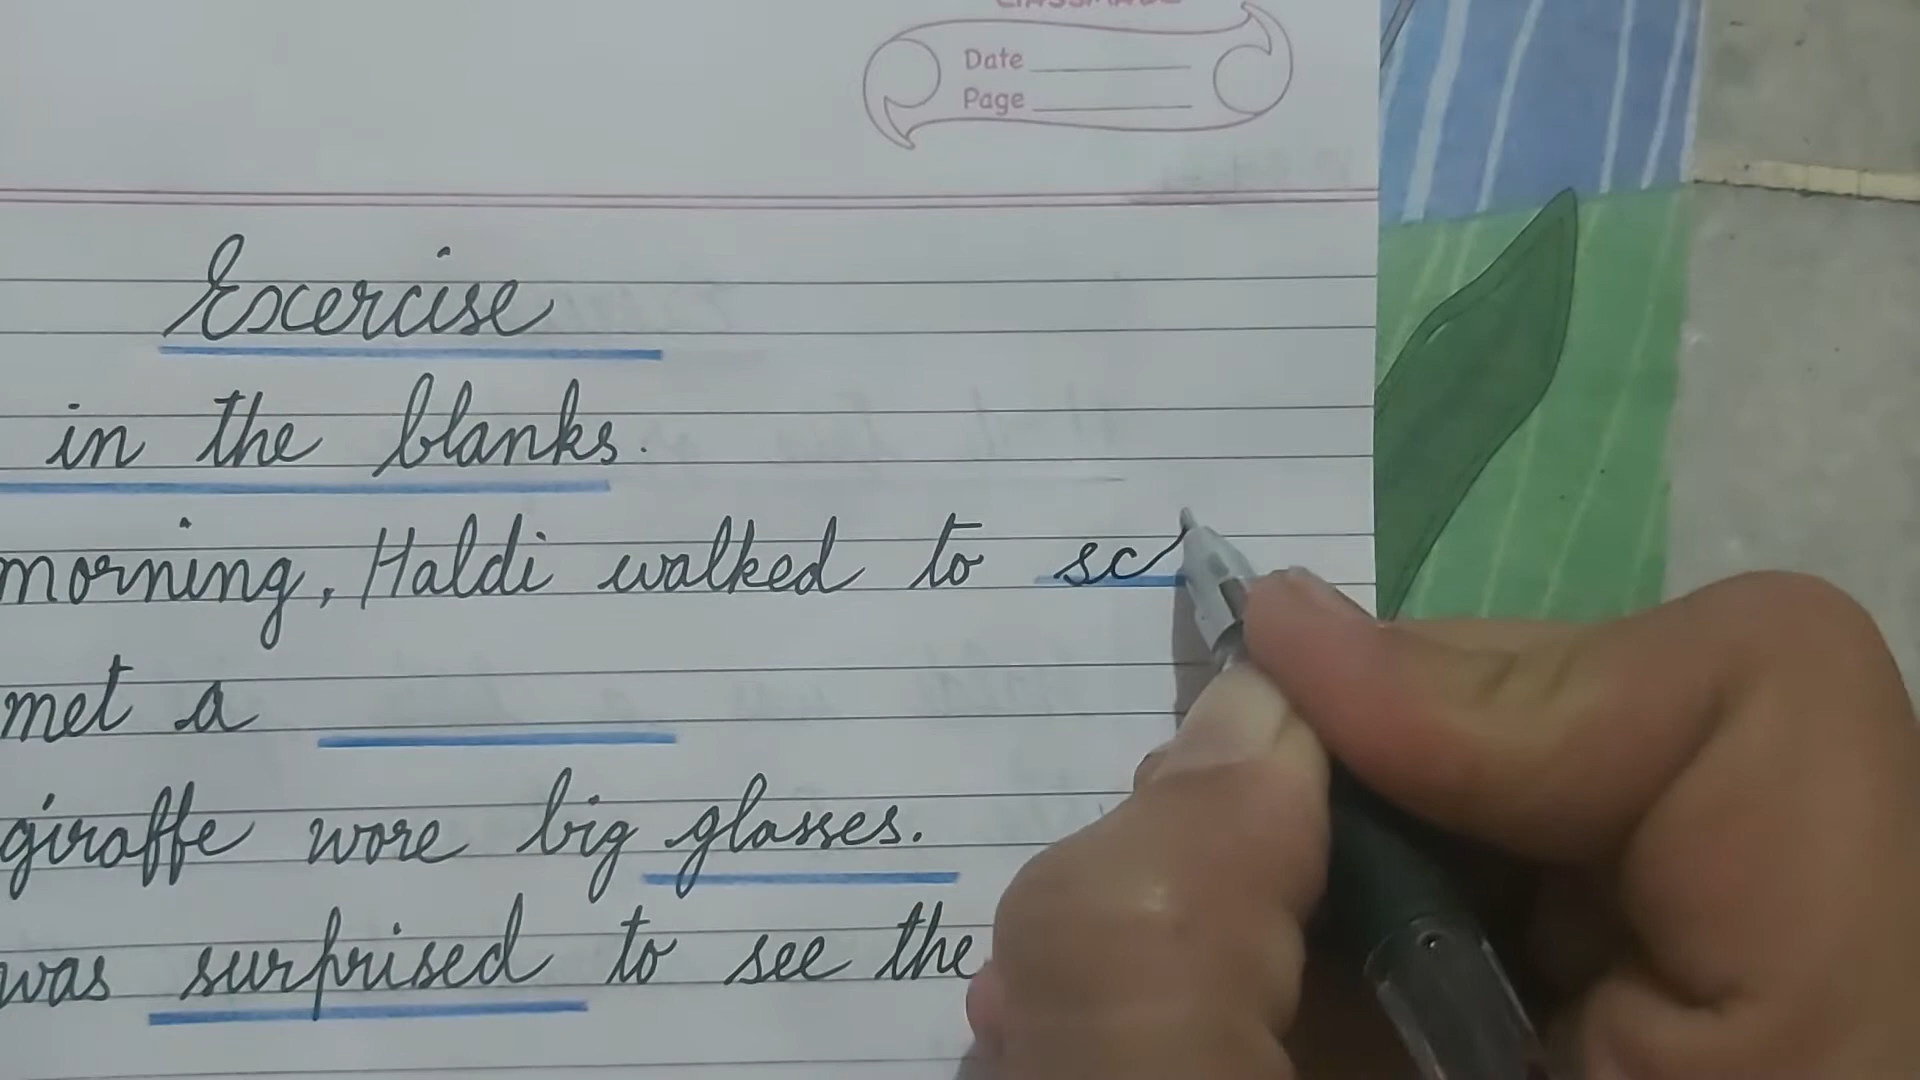 Date
Page
Exercise
in the blanks.
morning, Haldi walked to sc
met a
giraffe wore big glasses.
was surprised to see the